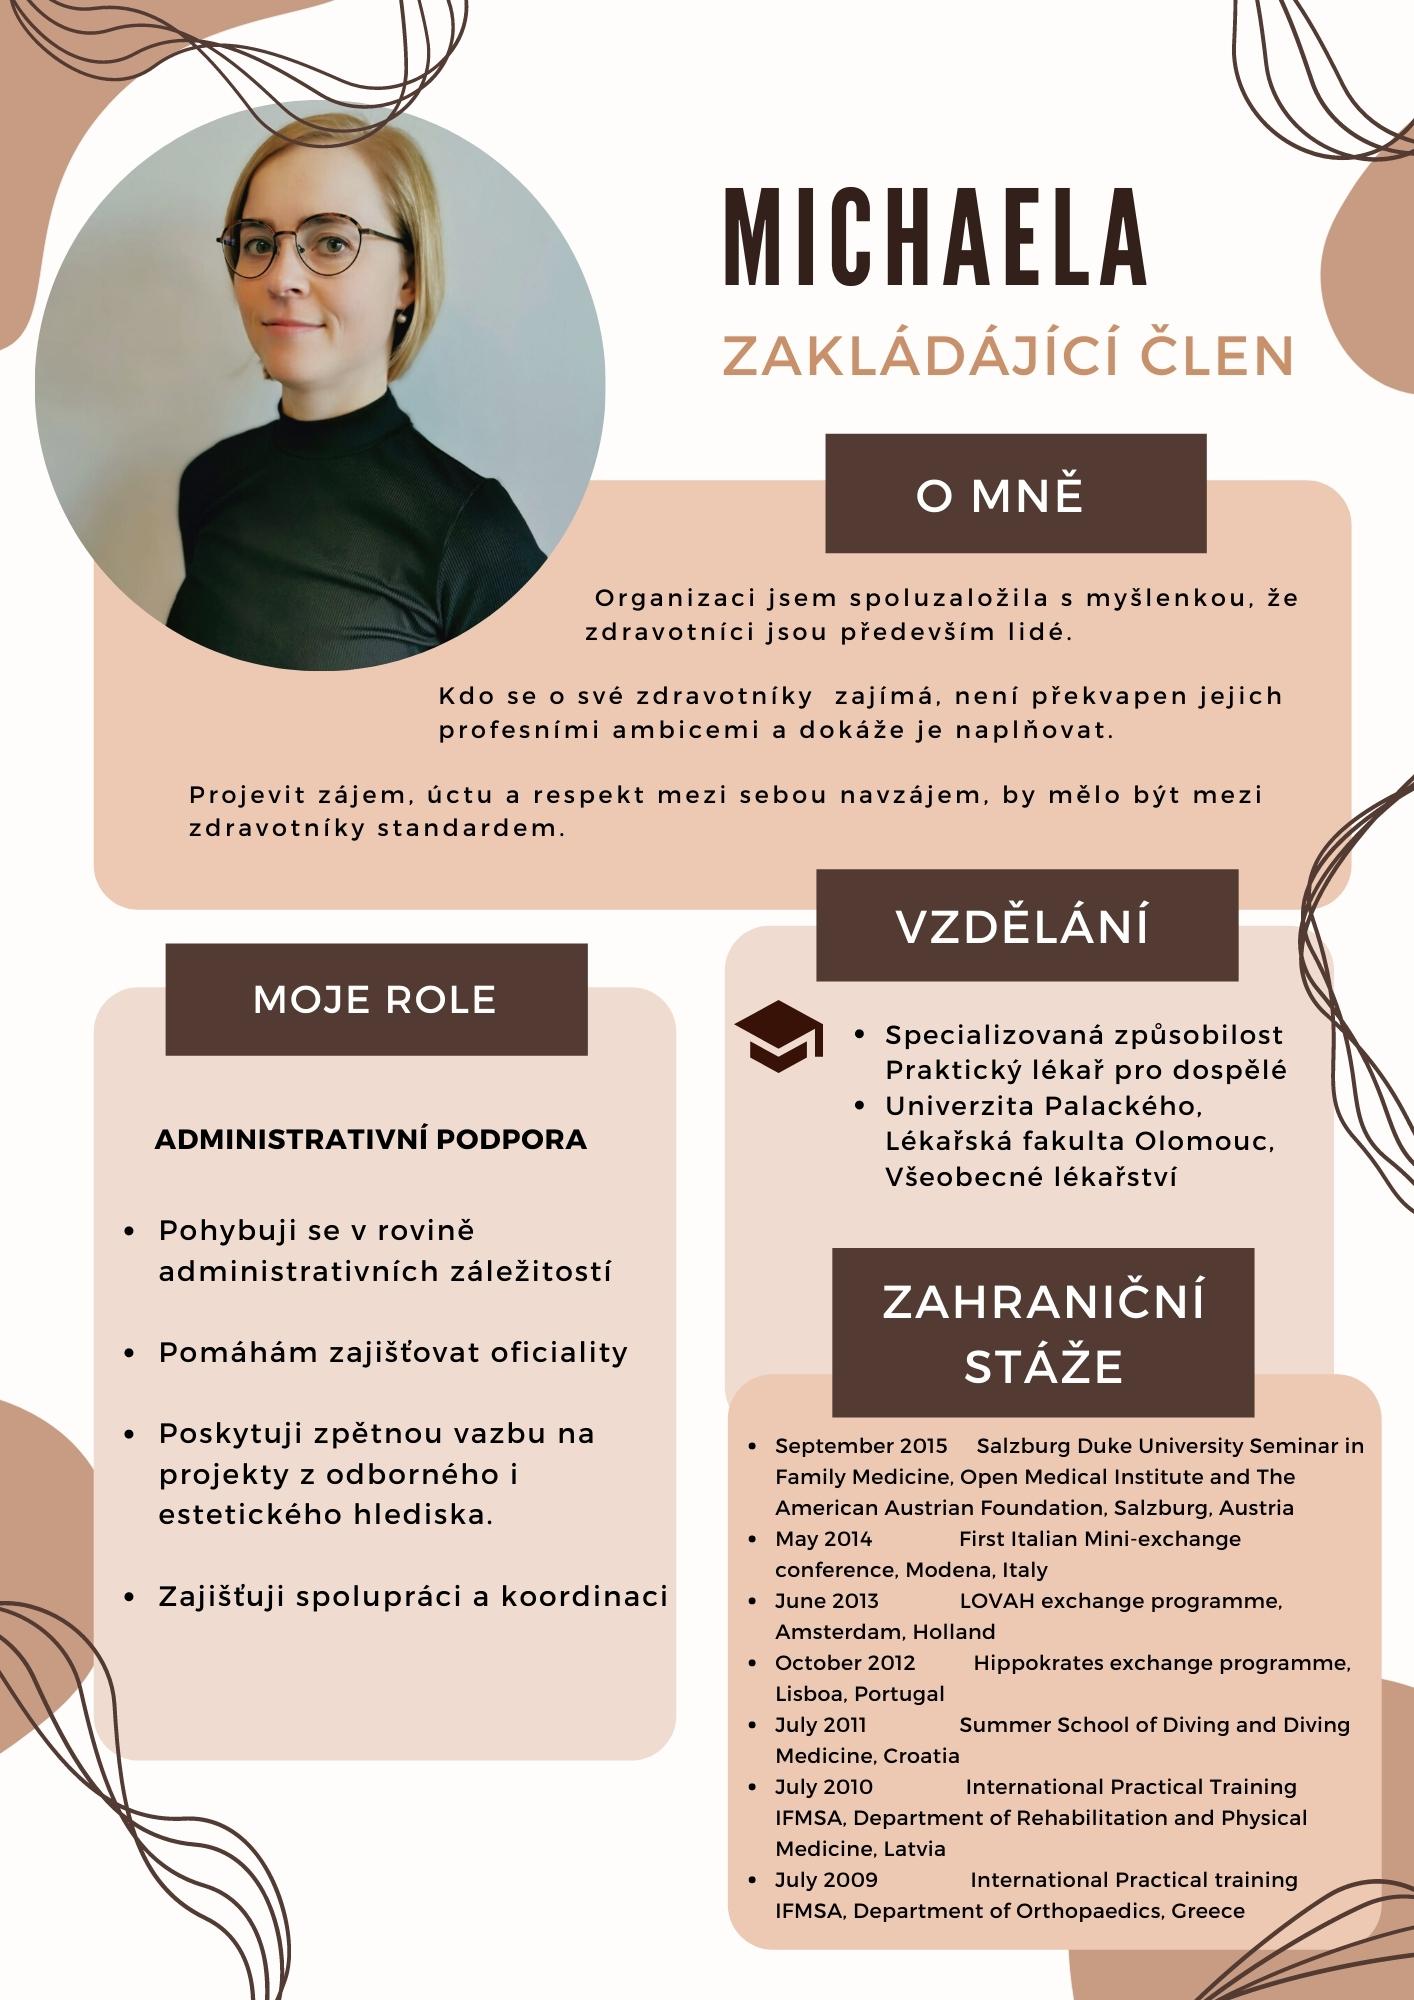 MICHAELA
ZAKLÁDÁJÍCÍ ČLEN
O MNĚ
Organizaci jsem spoluzaložila s myšlenkou, že
zdravotníci jsou především lidé.
Kdo se o své zdravotníky  zajímá, není překvapen jejich
profesními ambicemi a dokáže je naplňovat.
Projevit zájem, úctu a respekt mezi sebou navzájem, by mělo být mezi
zdravotníky standardem.
MOJE ROLE
ADMINISTRATIVNÍ PODPORA
• Pohybuji se v rovině
administrativních záležitostí
• Pomáhám zajišťovat oficiality
• Poskytuji zpětnou vazbu na
projekty z odborného i
estetického hlediska.
• Zajišťuji spolupráci a koordinaci
VZDĚLÁNÍ
• Specializovaná způsobilost
Praktický lékař pro dospělé
• Univerzita Palackého,
Lékařská fakulta Olomouc,
Všeobecné lékařství
ZAHRANIČNÍ
STÁŽE
• September 2015 Salzburg Duke University Seminar in
Family Medicine, Open Medical Institute and The
American Austrian Foundation, Salzburg, Austria
• May 2014 First Italian Mini-exchange
conference, Modena, Italy
• June 2013 LOVAH exchange programme,
Amsterdam, Holland
• October 2012 Hippokrates exchange programme,
Lisboa, Portugal
• July 2011 Summer School of Diving and Diving
Medicine, Croatia
• July 2010 International Practical Training
IFMSA, Department of Rehabilitation and Physical
Medicine, Latvia
• July 2009 International Practical training
IFMSA, Department of Orthopaedics, Greece